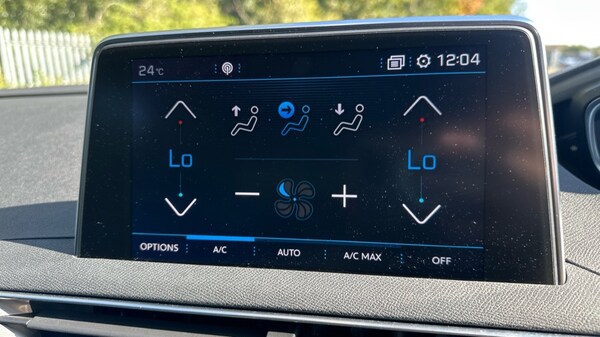 24°C 12:04
Lo Lo
OPTIONS A/C AUTO A/C MAX OFF